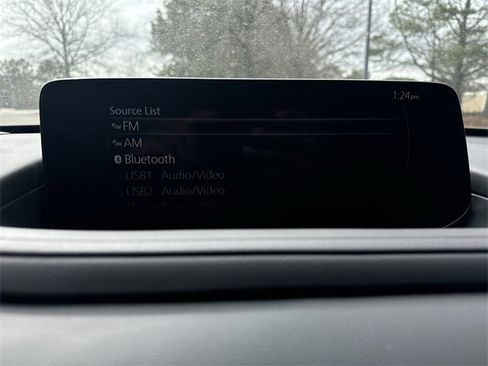 1:24pm
Source List
FM
AM
Bluetooth
USB1 - Audio/Video
USB2 - Audio/Video